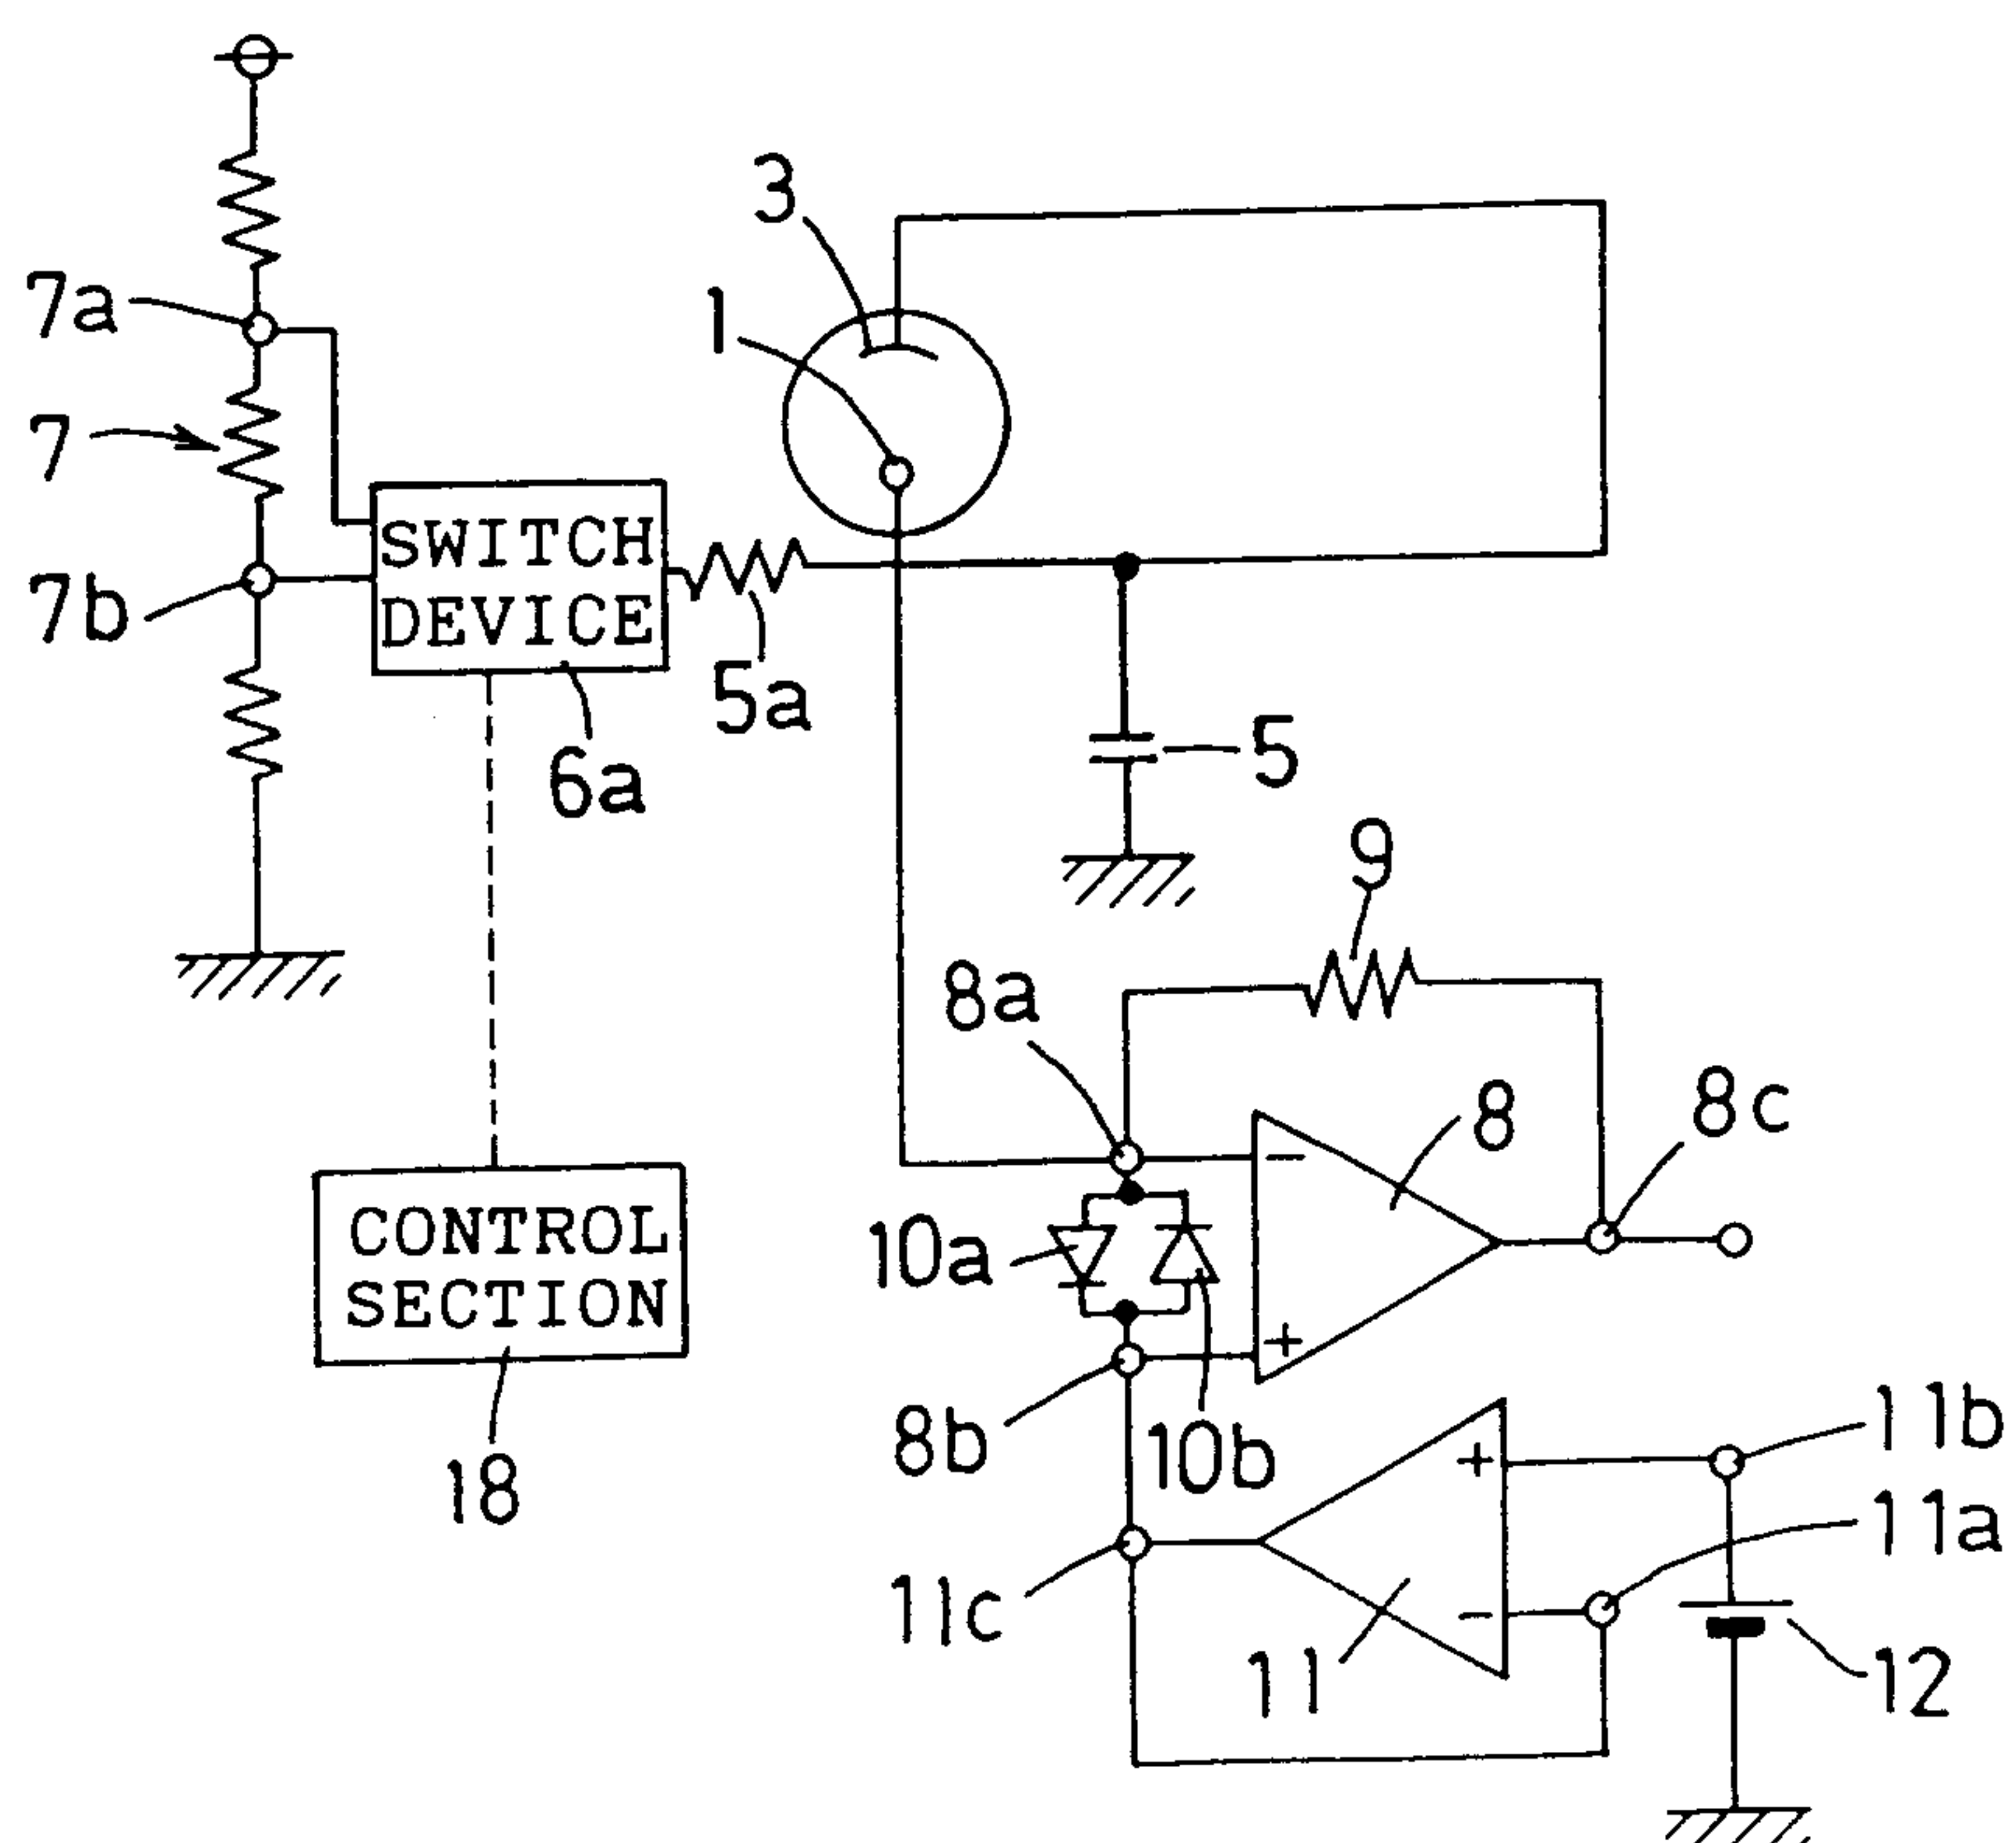 3
1
7a
7
SWITCH
DEVICE
7b
5a
6a
5
9
8a
8
8c
−
10a
CONTROL
SECTION
+
8b
10b
11b
+
18
11a
11c
−
11
12